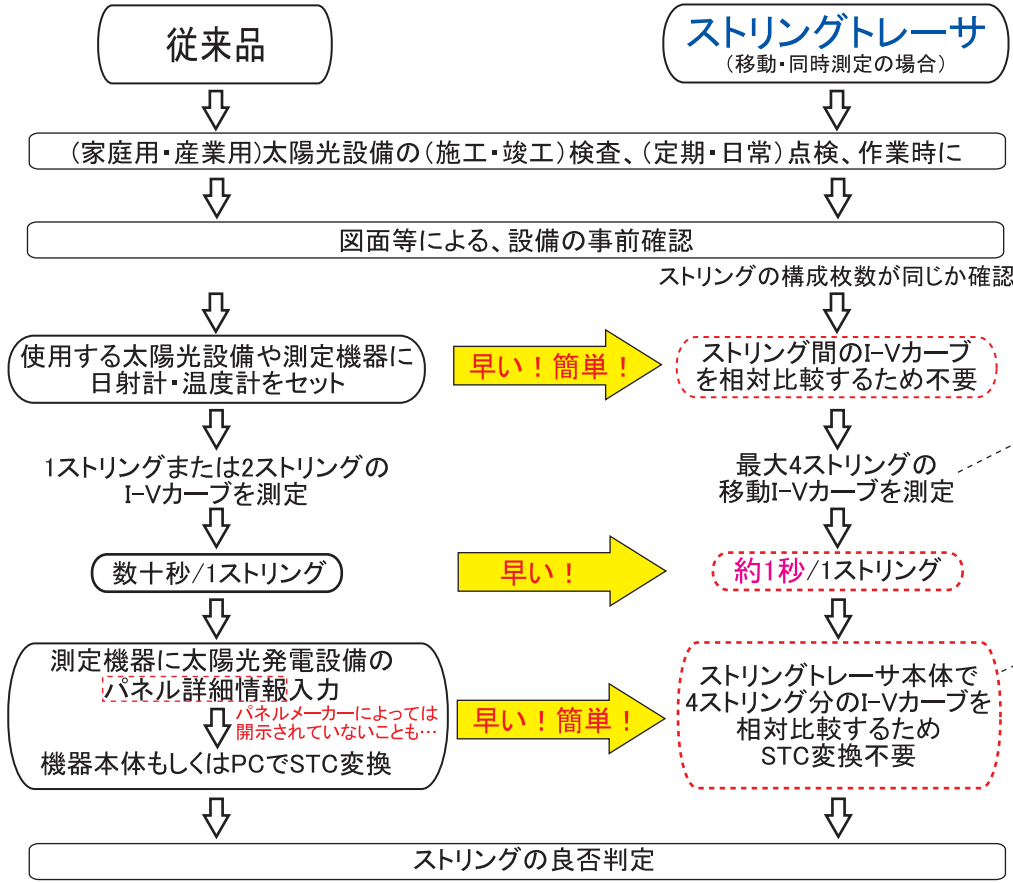 従来品
ストリングトレーサ
(移動・同時測定の場合)
(家庭用・産業用)太陽光設備の(施工・竣工)検査、(定期・日常)点検、作業時に
図面等による、設備の事前確認
ストリングの構成枚数が同じか確認
使用する太陽光設備や測定機器に
日射計・温度計をセット
早い！簡単！
ストリング間のI-Vカーブ
を相対比較するため不要
1ストリングまたは2ストリングの
I-Vカーブを測定
最大4ストリングの
移動I-Vカーブを測定
数十秒/1ストリング
早い！
約1秒/1ストリング
測定機器に太陽光発電設備の
パネル詳細情報入力
パネルメーカーによっては
開示されていないことも…
機器本体もしくはPCでSTC変換
早い！簡単！
ストリングトレーサ本体で
4ストリング分のI-Vカーブを
相対比較するため
STC変換不要
ストリングの良否判定